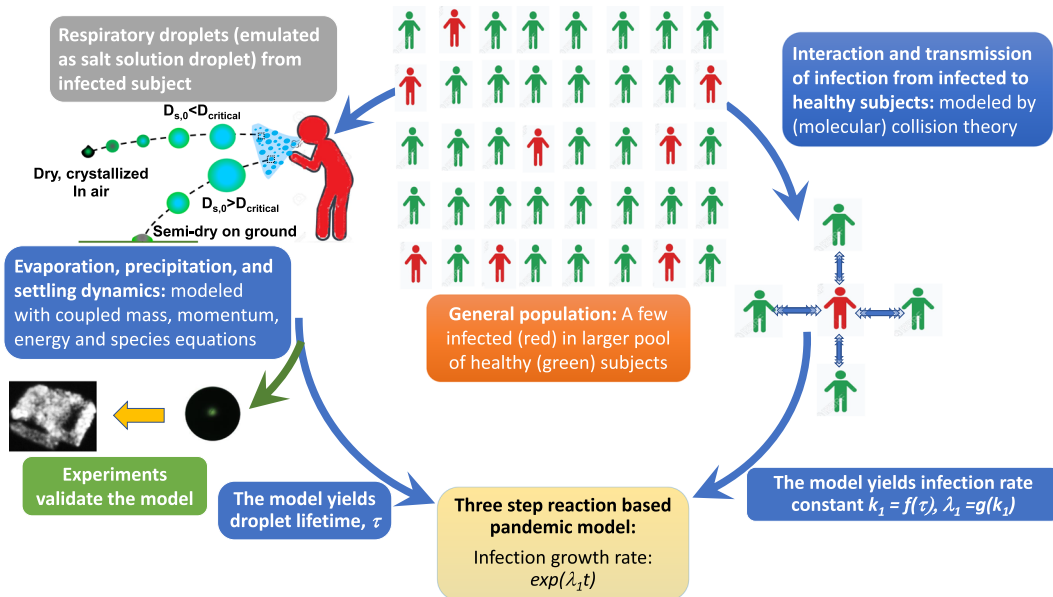 Respiratory droplets (emulated
as salt solution droplet) from
infected subject
D_s,0<D_critical
Dry, crystallized
In air
D_s,0>D_critical
Semi-dry on ground
Evaporation, precipitation, and
settling dynamics: modeled
with coupled mass, momentum,
energy and species equations
Experiments
validate the model
The model yields
droplet lifetime, τ
General population: A few
infected (red) in larger pool
of healthy (green) subjects
Interaction and transmission
of infection from infected to
healthy subjects: modeled by
(molecular) collision theory
The model yields infection rate
constant k₁ = f(τ), λ₁ =g(k₁)
Three step reaction based
pandemic model:
Infection growth rate:
exp(λ₁t)